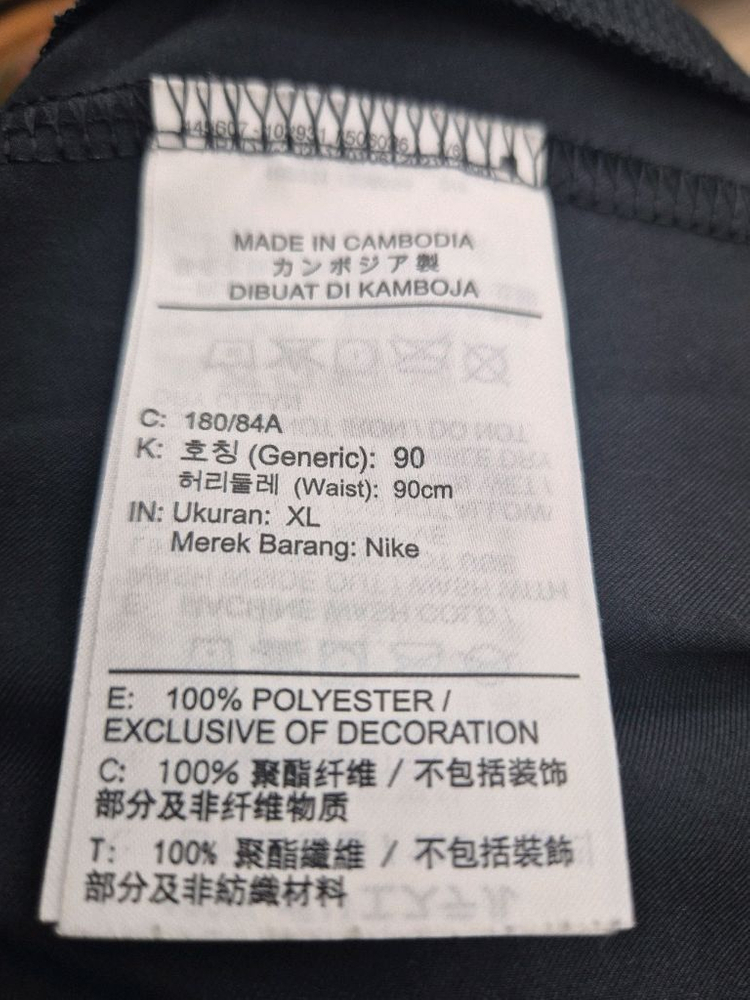 MADE IN CAMBODIA
カンボジア製
DIBUAT DI KAMBOJA
C: 180/84A
K: 호칭 (Generic): 90
허리둘레 (Waist): 90cm
IN: Ukuran: XL
Merek Barang: Nike
E: 100% POLYESTER /
EXCLUSIVE OF DECORATION
C: 100% 聚酯纤维 / 不包括装饰
部分及非纤维物质
T: 100% 聚酯纖維 / 不包括裝飾
部分及非紡織材料